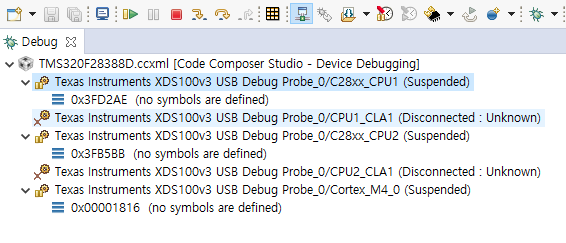 Debug
TMS320F28388D.ccxml [Code Composer Studio - Device Debugging]
Texas Instruments XDS100v3 USB Debug Probe_0/C28xx_CPU1 (Suspended)
0x3FD2AE (no symbols are defined)
Texas Instruments XDS100v3 USB Debug Probe_0/CPU1_CLA1 (Disconnected : Unknown)
Texas Instruments XDS100v3 USB Debug Probe_0/C28xx_CPU2 (Suspended)
0x3FB5BB (no symbols are defined)
Texas Instruments XDS100v3 USB Debug Probe_0/CPU2_CLA1 (Disconnected : Unknown)
Texas Instruments XDS100v3 USB Debug Probe_0/Cortex_M4_0 (Suspended)
0x00001816 (no symbols are defined)